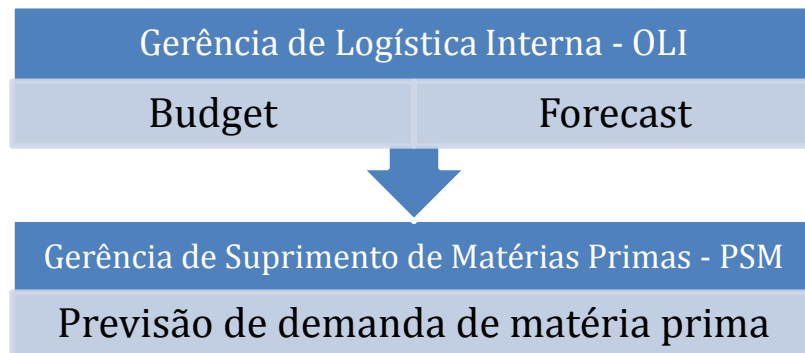 Gerência de Logística Interna - OLI
Budget Forecast
Gerência de Suprimento de Matérias Primas - PSM
Previsão de demanda de matéria prima